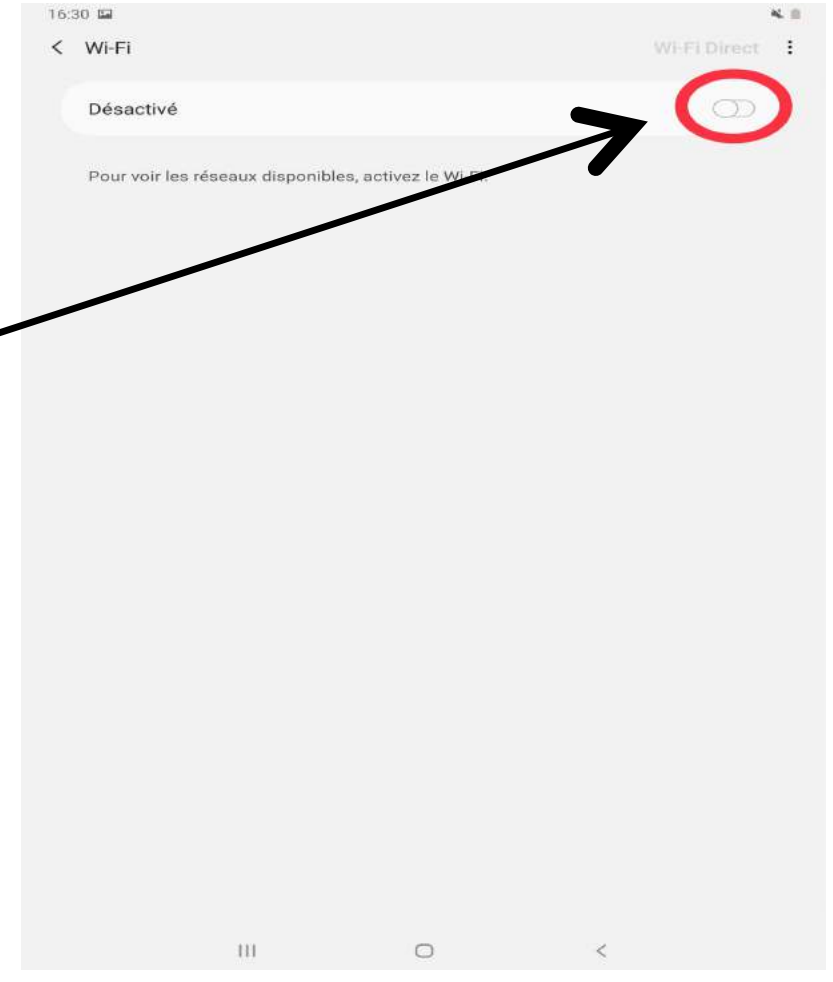 16:30
Wi-Fi
Wi-Fi Direct
Désactivé
Pour voir les réseaux disponibles, activez le Wi-Fi.